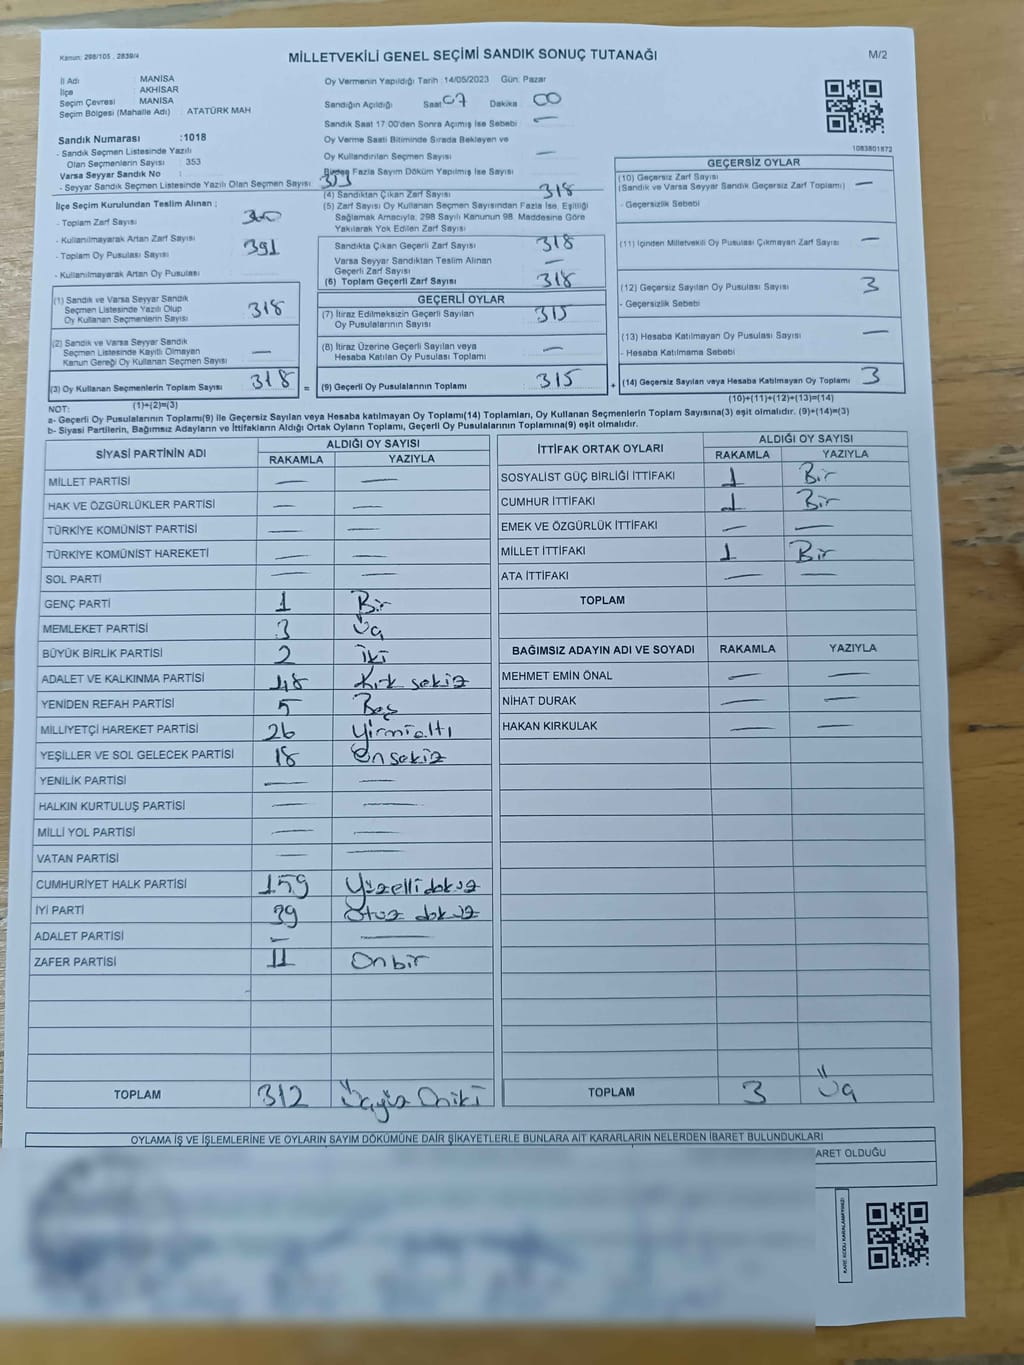 Kanun: 298/105 , 2839/4
MİLLETVEKİLİ GENEL SEÇİMİ SANDIK SONUÇ TUTANAĞI
M/2
İl Adı MANİSA
İlçe AKHİSAR
Seçim Çevresi MANİSA
Seçim Bölgesi (Mahalle Adı) : ATATÜRK MAH
Sandık Numarası :1018
- Sandık Seçmen Listesinde Yazılı
Olan Seçmenlerin Sayısı : 353
Varsa Seyyar Sandık No :
- Seyyar Sandık Seçmen Listesinde Yazılı Olan Seçmen Sayısı
Oy Vermenin Yapıldığı Tarih :14/05/2023 Gün: Pazar
Sandığın Açıldığı Saat 07 Dakika 00
Sandık Saat 17:00'den Sonra Açımış İse Sebebi : —
Oy Verme Saati Bitiminde Sırada Bekleyen ve
Oy Kullandırılan Seçmen Sayısı —
Birden Fazla Sayım Döküm Yapılmış İse Sayısı
1083801872
İlçe Seçim Kurulundan Teslim Alınan ;
- Toplam Zarf Sayısı
- Kullanılmayarak Artan Zarf Sayısı
- Toplam Oy Pusulası Sayısı 391
- Kullanılmayarak Artan Oy Pusulası :
(1) Sandık ve Varsa Seyyar Sandık
Seçmen Listesinde Yazılı Olup
Oy Kullanan Seçmenlerin Sayısı 318
(2) Sandık ve Varsa Seyyar Sandık
Seçmen Listesinde Kayıtlı Olmayan
Kanun Gereği Oy Kullanan Seçmen Sayısı —
(3) Oy Kullanan Seçmenlerin Toplam Sayısı 318 =
(1)+(2)=(3)
(4) Sandıktan Çıkan Zarf Sayısı 318
(5) Zarf Sayısı Oy Kullanan Seçmen Sayısından Fazla İse, Eşitliği
Sağlamak Amacıyla, 298 Sayılı Kanunun 98. Maddesine Göre
Yakılarak Yok Edilen Zarf Sayısı
Sandıkta Çıkan Geçerli Zarf Sayısı 318
Varsa Seyyar Sandıktan Teslim Alınan
Geçerli Zarf Sayısı —
(6) Toplam Geçerli Zarf Sayısı 318
GEÇERLİ OYLAR
(7) İtiraz Edilmeksizin Geçerli Sayılan
Oy Pusulalarının Sayısı 315
(8) İtiraz Üzerine Geçerli Sayılan veya
Hesaba Katılan Oy Pusulası Toplamı —
(9) Geçerli Oy Pusulalarının Toplamı 315 +
GEÇERSİZ OYLAR
(10) Geçersiz Zarf Sayısı
(Sandık ve Varsa Seyyar Sandık Geçersiz Zarf Toplamı) —
- Geçersizlik Sebebi
(11) İçinden Milletvekili Oy Pusulası Çıkmayan Zarf Sayısı —
(12) Geçersiz Sayılan Oy Pusulası Sayısı 3
- Geçersizlik Sebebi
(13) Hesaba Katılmayan Oy Pusulası Sayısı —
- Hesaba Katılmama Sebebi
(14) Geçersiz Sayılan veya Hesaba Katılmayan Oy Toplamı 3
(10)+(11)+(12)+(13)=(14)
NOT:
a- Geçerli Oy Pusulalarının Toplamı(9) ile Geçersiz Sayılan veya Hesaba katılmayan Oy Toplamı(14) Toplamları, Oy Kullanan Seçmenlerin Toplam Sayısına(3) eşit olmalıdır. (9)+(14)=(3)
b- Siyasi Partilerin, Bağımsız Adayların ve İttifakların Aldığı Ortak Oyların Toplamı, Geçerli Oy Pusulalarının Toplamına(9) eşit olmalıdır.
SİYASİ PARTİNİN ADI ALDIĞI OY SAYISI
RAKAMLA YAZIYLA
MİLLET PARTİSİ — —
HAK VE ÖZGÜRLÜKLER PARTİSİ — —
TÜRKİYE KOMÜNİST PARTİSİ — —
TÜRKİYE KOMÜNİST HAREKETİ — —
SOL PARTİ — —
GENÇ PARTİ 1 Bir
MEMLEKET PARTİSİ 3 Üç
BÜYÜK BİRLİK PARTİSİ 2 İki
ADALET VE KALKINMA PARTİSİ 48 Kırk sekiz
YENİDEN REFAH PARTİSİ 5 Beş
MİLLİYETÇİ HAREKET PARTİSİ 26 Yirmialtı
YEŞİLLER VE SOL GELECEK PARTİSİ 18 Onsekiz
YENİLİK PARTİSİ — —
HALKIN KURTULUŞ PARTİSİ — —
MİLLİ YOL PARTİSİ — —
VATAN PARTİSİ — —
CUMHURİYET HALK PARTİSİ 159 Yüzellidokuz
İYİ PARTİ 39 Otuz dokuz
ADALET PARTİSİ — —
ZAFER PARTİSİ 11 Onbir
TOPLAM 312 Üçyüz Oniki
İTTİFAK ORTAK OYLARI ALDIĞI OY SAYISI
RAKAMLA YAZIYLA
SOSYALİST GÜÇ BİRLİĞİ İTTİFAKI 1 Bir
CUMHUR İTTİFAKI 1 Bir
EMEK VE ÖZGÜRLÜK İTTİFAKI — —
MİLLET İTTİFAKI 1 Bir
ATA İTTİFAKI — —
TOPLAM
BAĞIMSIZ ADAYIN ADI VE SOYADI RAKAMLA YAZIYLA
MEHMET EMİN ÖNAL — —
NİHAT DURAK — —
HAKAN KIRKULAK — —
TOPLAM 3 Üç
OYLAMA İŞ VE İŞLEMLERİNE VE OYLARIN SAYIM DÖKÜMÜNE DAİR ŞİKAYETLERLE BUNLARA AİT KARARLARIN NELERDEN İBARET BULUNDUKLARI
ARET OLDUĞU
KARE KODU KARALAMAYINIZ!